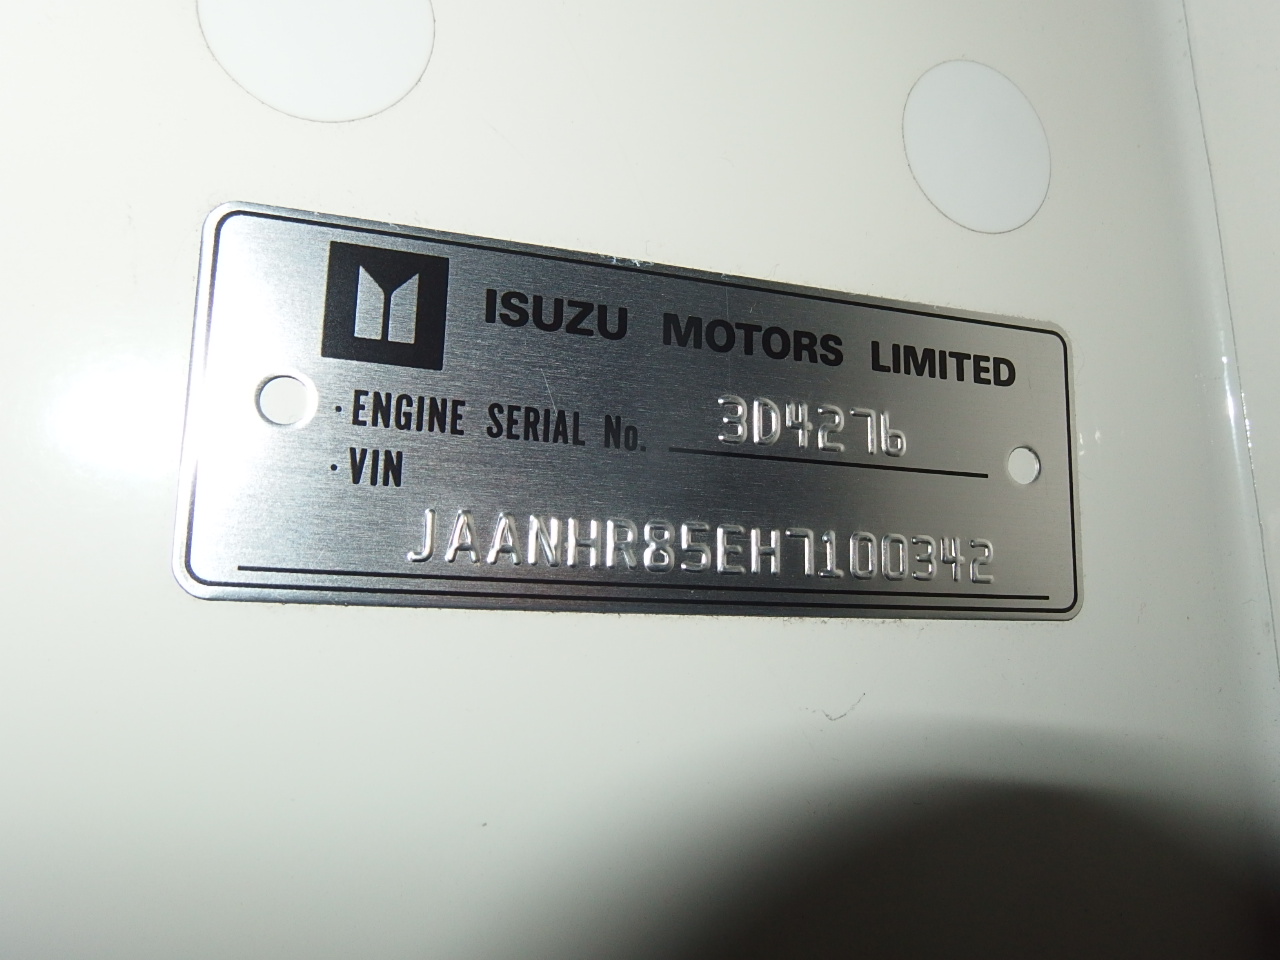 ISUZU MOTORS LIMITED
·ENGINE SERIAL No. 3D4276
·VIN
JAANHR85EH7100342